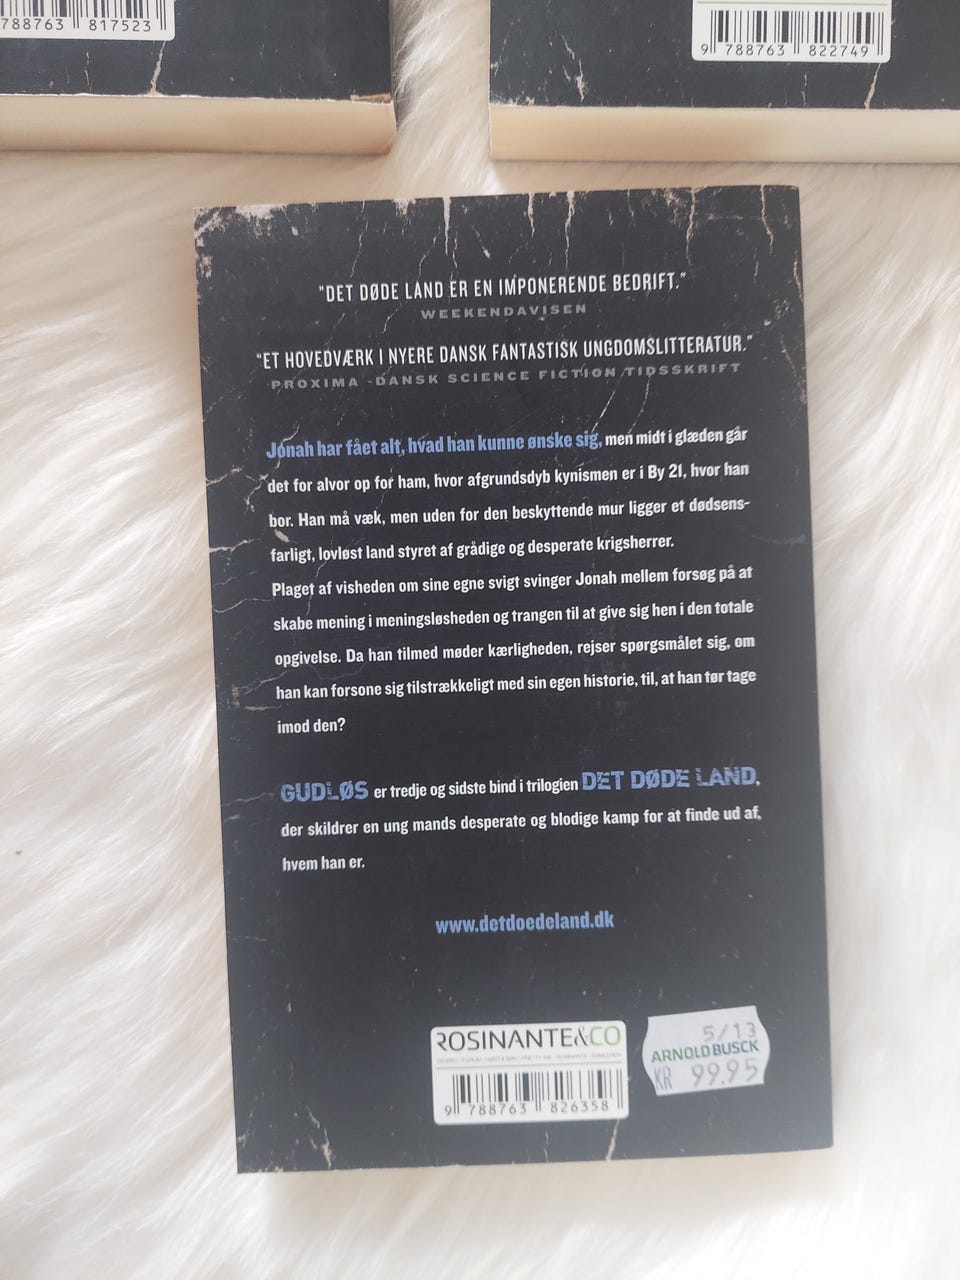 788763 817523
9 788763 822749
"DET DØDE LAND ER EN IMPONERENDE BEDRIFT."
WEEKENDAVISEN
"ET HOVEDVÆRK I NYERE DANSK FANTASTISK UNGDOMSLITTERATUR."
PROXIMA - DANSK SCIENCE FICTION TIDSSKRIFT
Jonah har fået alt, hvad han kunne ønske sig, men midt i glæden går
det for alvor op for ham, hvor afgrundsdyb kynismen er i By 21, hvor han
bor. Han må væk, men uden for den beskyttende mur ligger et dødsens-
farligt, lovløst land styret af grådige og desperate krigsherrer.
Plaget af visheden om sine egne svigt svinger Jonah mellem forsøg på at
skabe mening i meningsløsheden og trangen til at give sig hen i den totale
opgivelse. Da han tilmed møder kærligheden, rejser spørgsmålet sig, om
han kan forsone sig tilstrækkeligt med sin egen historie, til, at han tør tage
imod den?
GUDLØS er tredje og sidste bind i trilogien DET DØDE LAND,
der skildrer en ung mands desperate og blodige kamp for at finde ud af,
hvem han er.
www.detdoedeland.dk
ROSINANTE&CO
9 788763 826358
5/13
ARNOLD BUSCK
KR 99.95